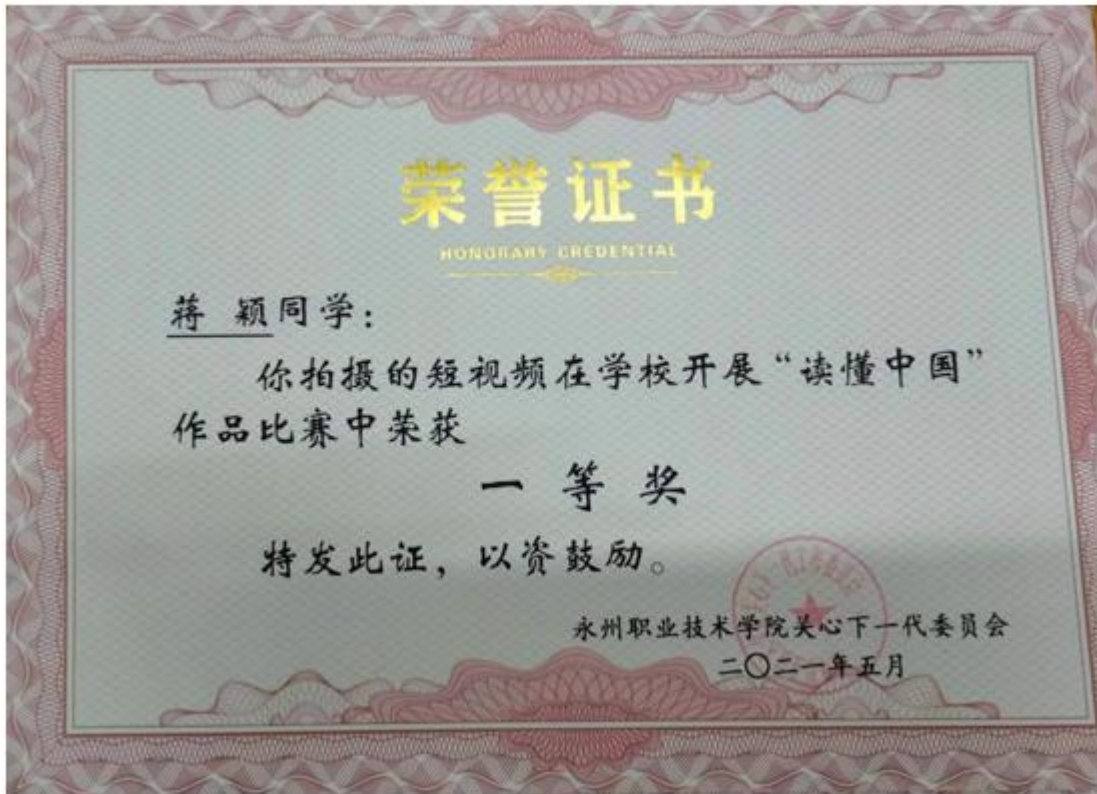 荣誉证书
HONORARY CREDENTIAL
蒋 颖同学：
你拍摄的短视频在学校开展“读懂中国”
作品比赛中荣获
一 等 奖
特发此证，以资鼓励。
永州职业技术学院关心下一代委员会
二〇二一年五月